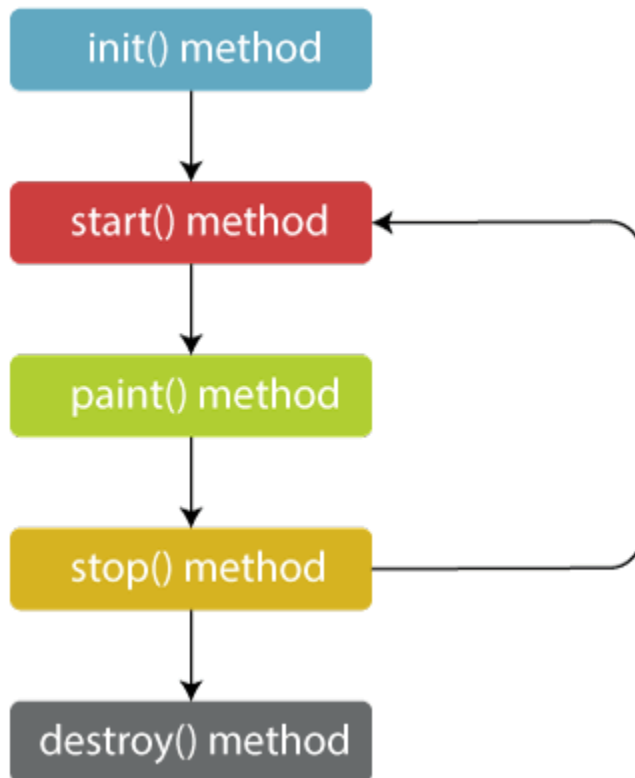 init() method
start() method
paint() method
stop() method
destroy() method